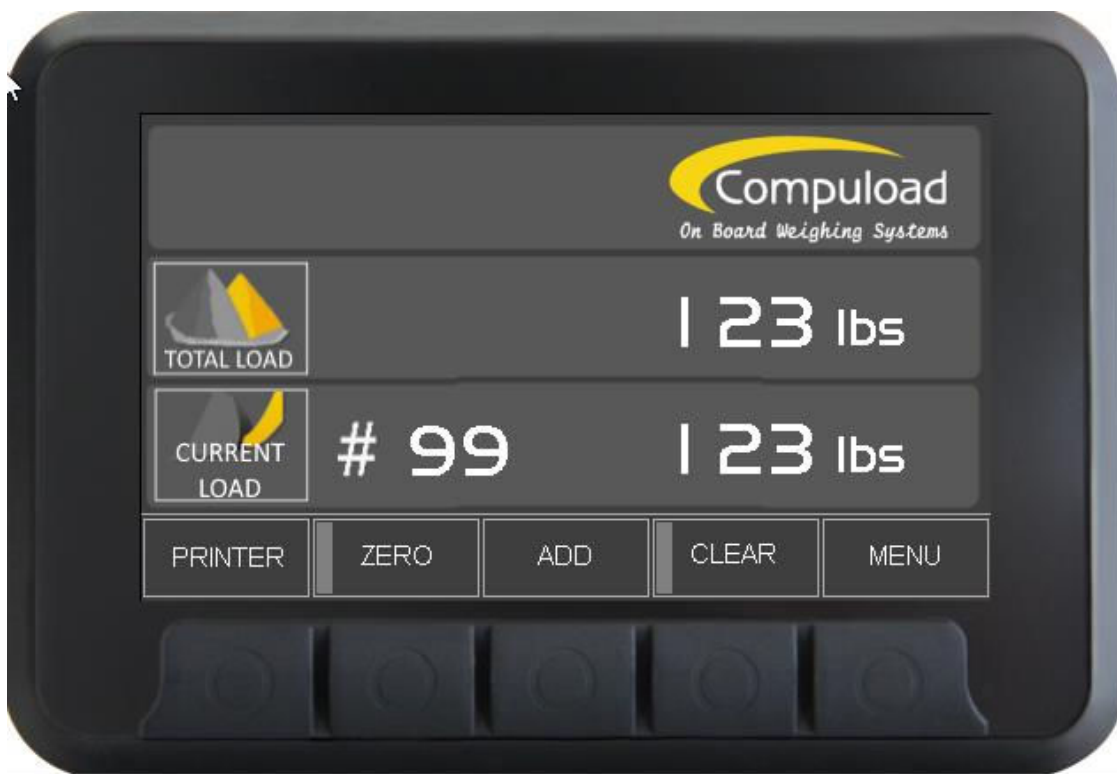 Compuload
On Board Weighing Systems
TOTAL LOAD
123 lbs
CURRENT
LOAD
# 99
123 lbs
PRINTER
ZERO
ADD
CLEAR
MENU